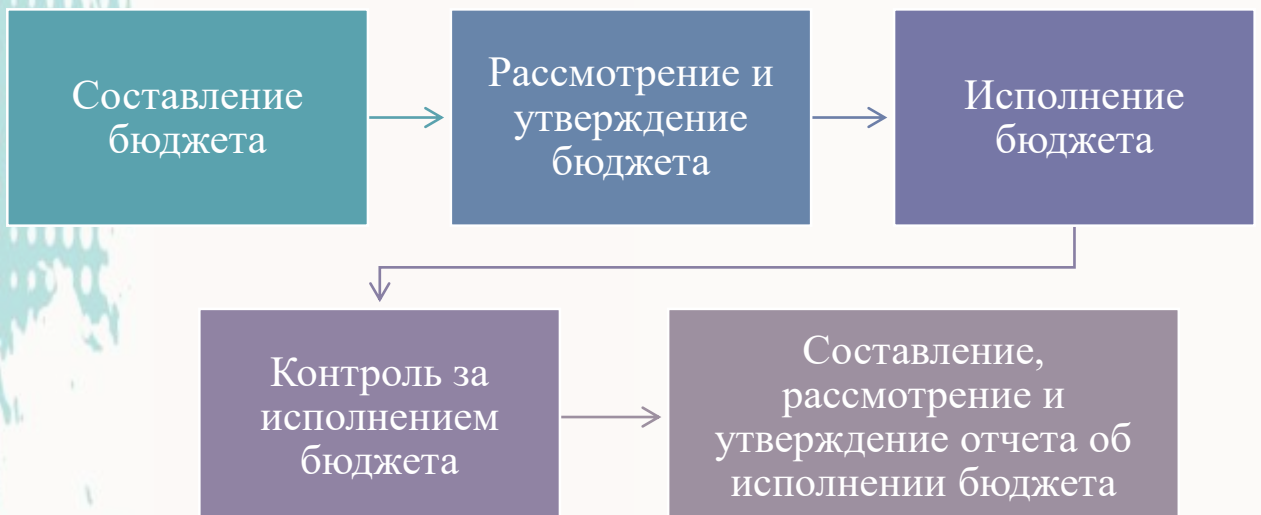 Составление
бюджета
Рассмотрение и
утверждение
бюджета
Исполнение
бюджета
Контроль за
исполнением
бюджета
Составление,
рассмотрение и
утверждение отчета об
исполнении бюджета